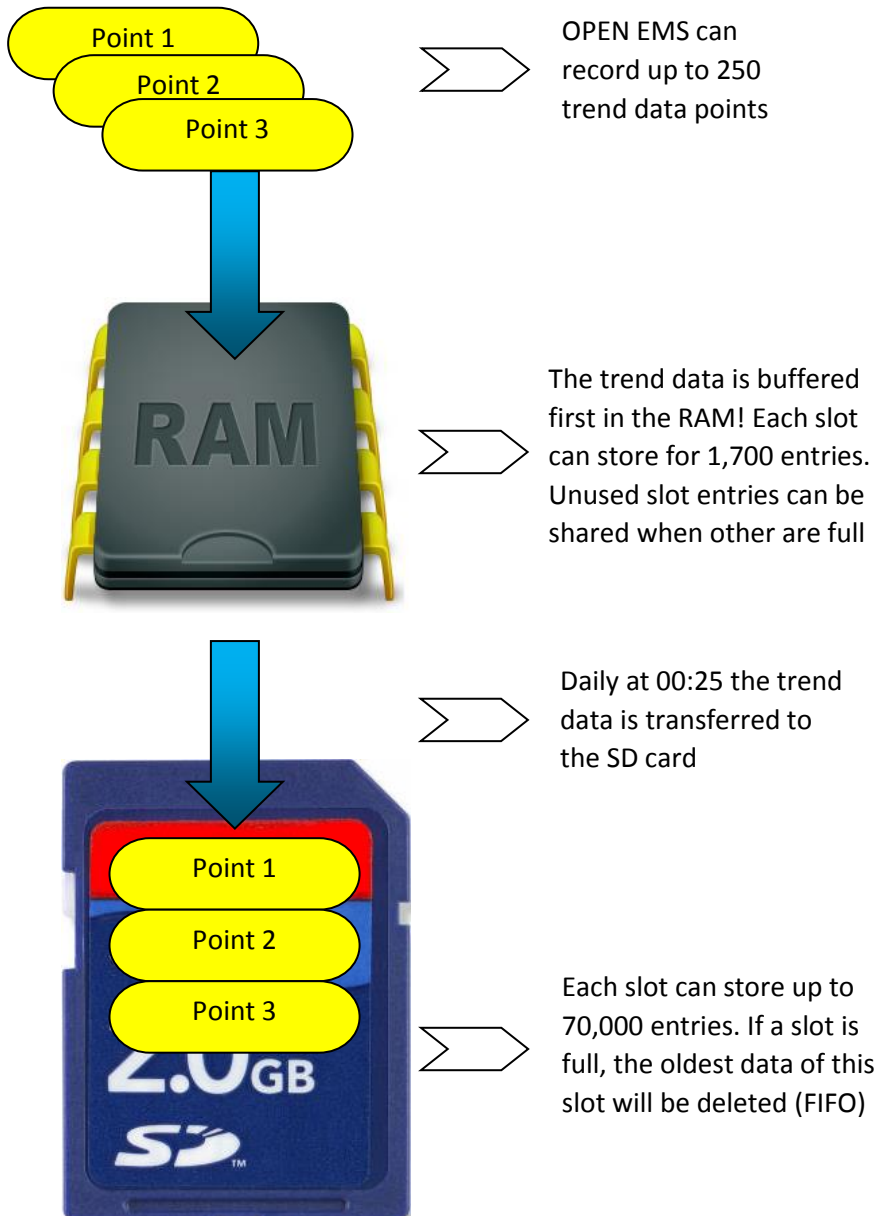 Point 1
Point 2
Point 3
OPEN EMS can
record up to 250
trend data points
RAM
The trend data is buffered
first in the RAM! Each slot
can store for 1,700 entries.
Unused slot entries can be
shared when other are full
Daily at 00:25 the trend
data is transferred to
the SD card
Point 1
Point 2
Point 3
2.0GB
SD™
Each slot can store up to
70,000 entries. If a slot is
full, the oldest data of this
slot will be deleted (FIFO)